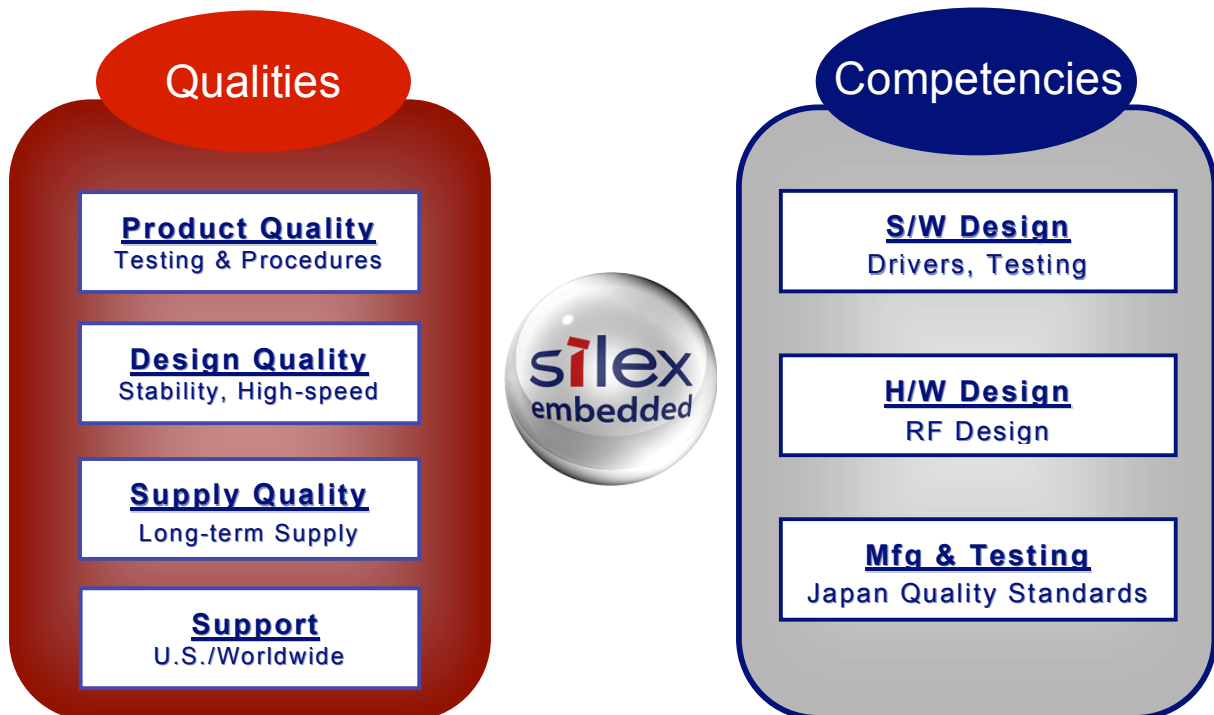 Qualities
Product Quality
Testing & Procedures
Design Quality
Stability, High-speed
Supply Quality
Long-term Supply
Support
U.S./Worldwide
silex
embedded
Competencies
S/W Design
Drivers, Testing
H/W Design
RF Design
Mfg & Testing
Japan Quality Standards